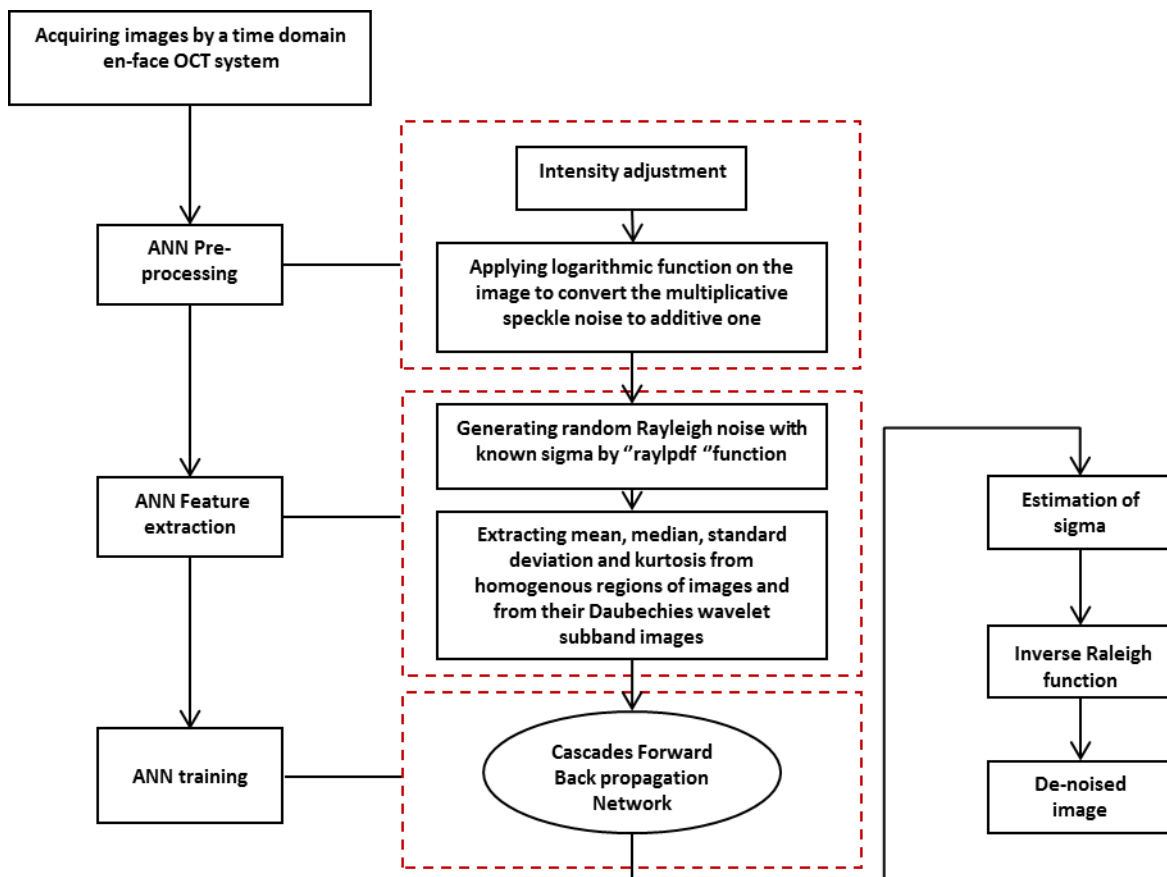 Acquiring images by a time domain
en-face OCT system
Intensity adjustment
ANN Pre-
processing
Applying logarithmic function on the
image to convert the multiplicative
speckle noise to additive one
Generating random Rayleigh noise with
known sigma by ‘’raylpdf ‘’function
ANN Feature
extraction
Extracting mean, median, standard
deviation and kurtosis from
homogenous regions of images and
from their Daubechies wavelet
subband images
ANN training
Cascades Forward
Back propagation
Network
Estimation of
sigma
Inverse Raleigh
function
De-noised
image